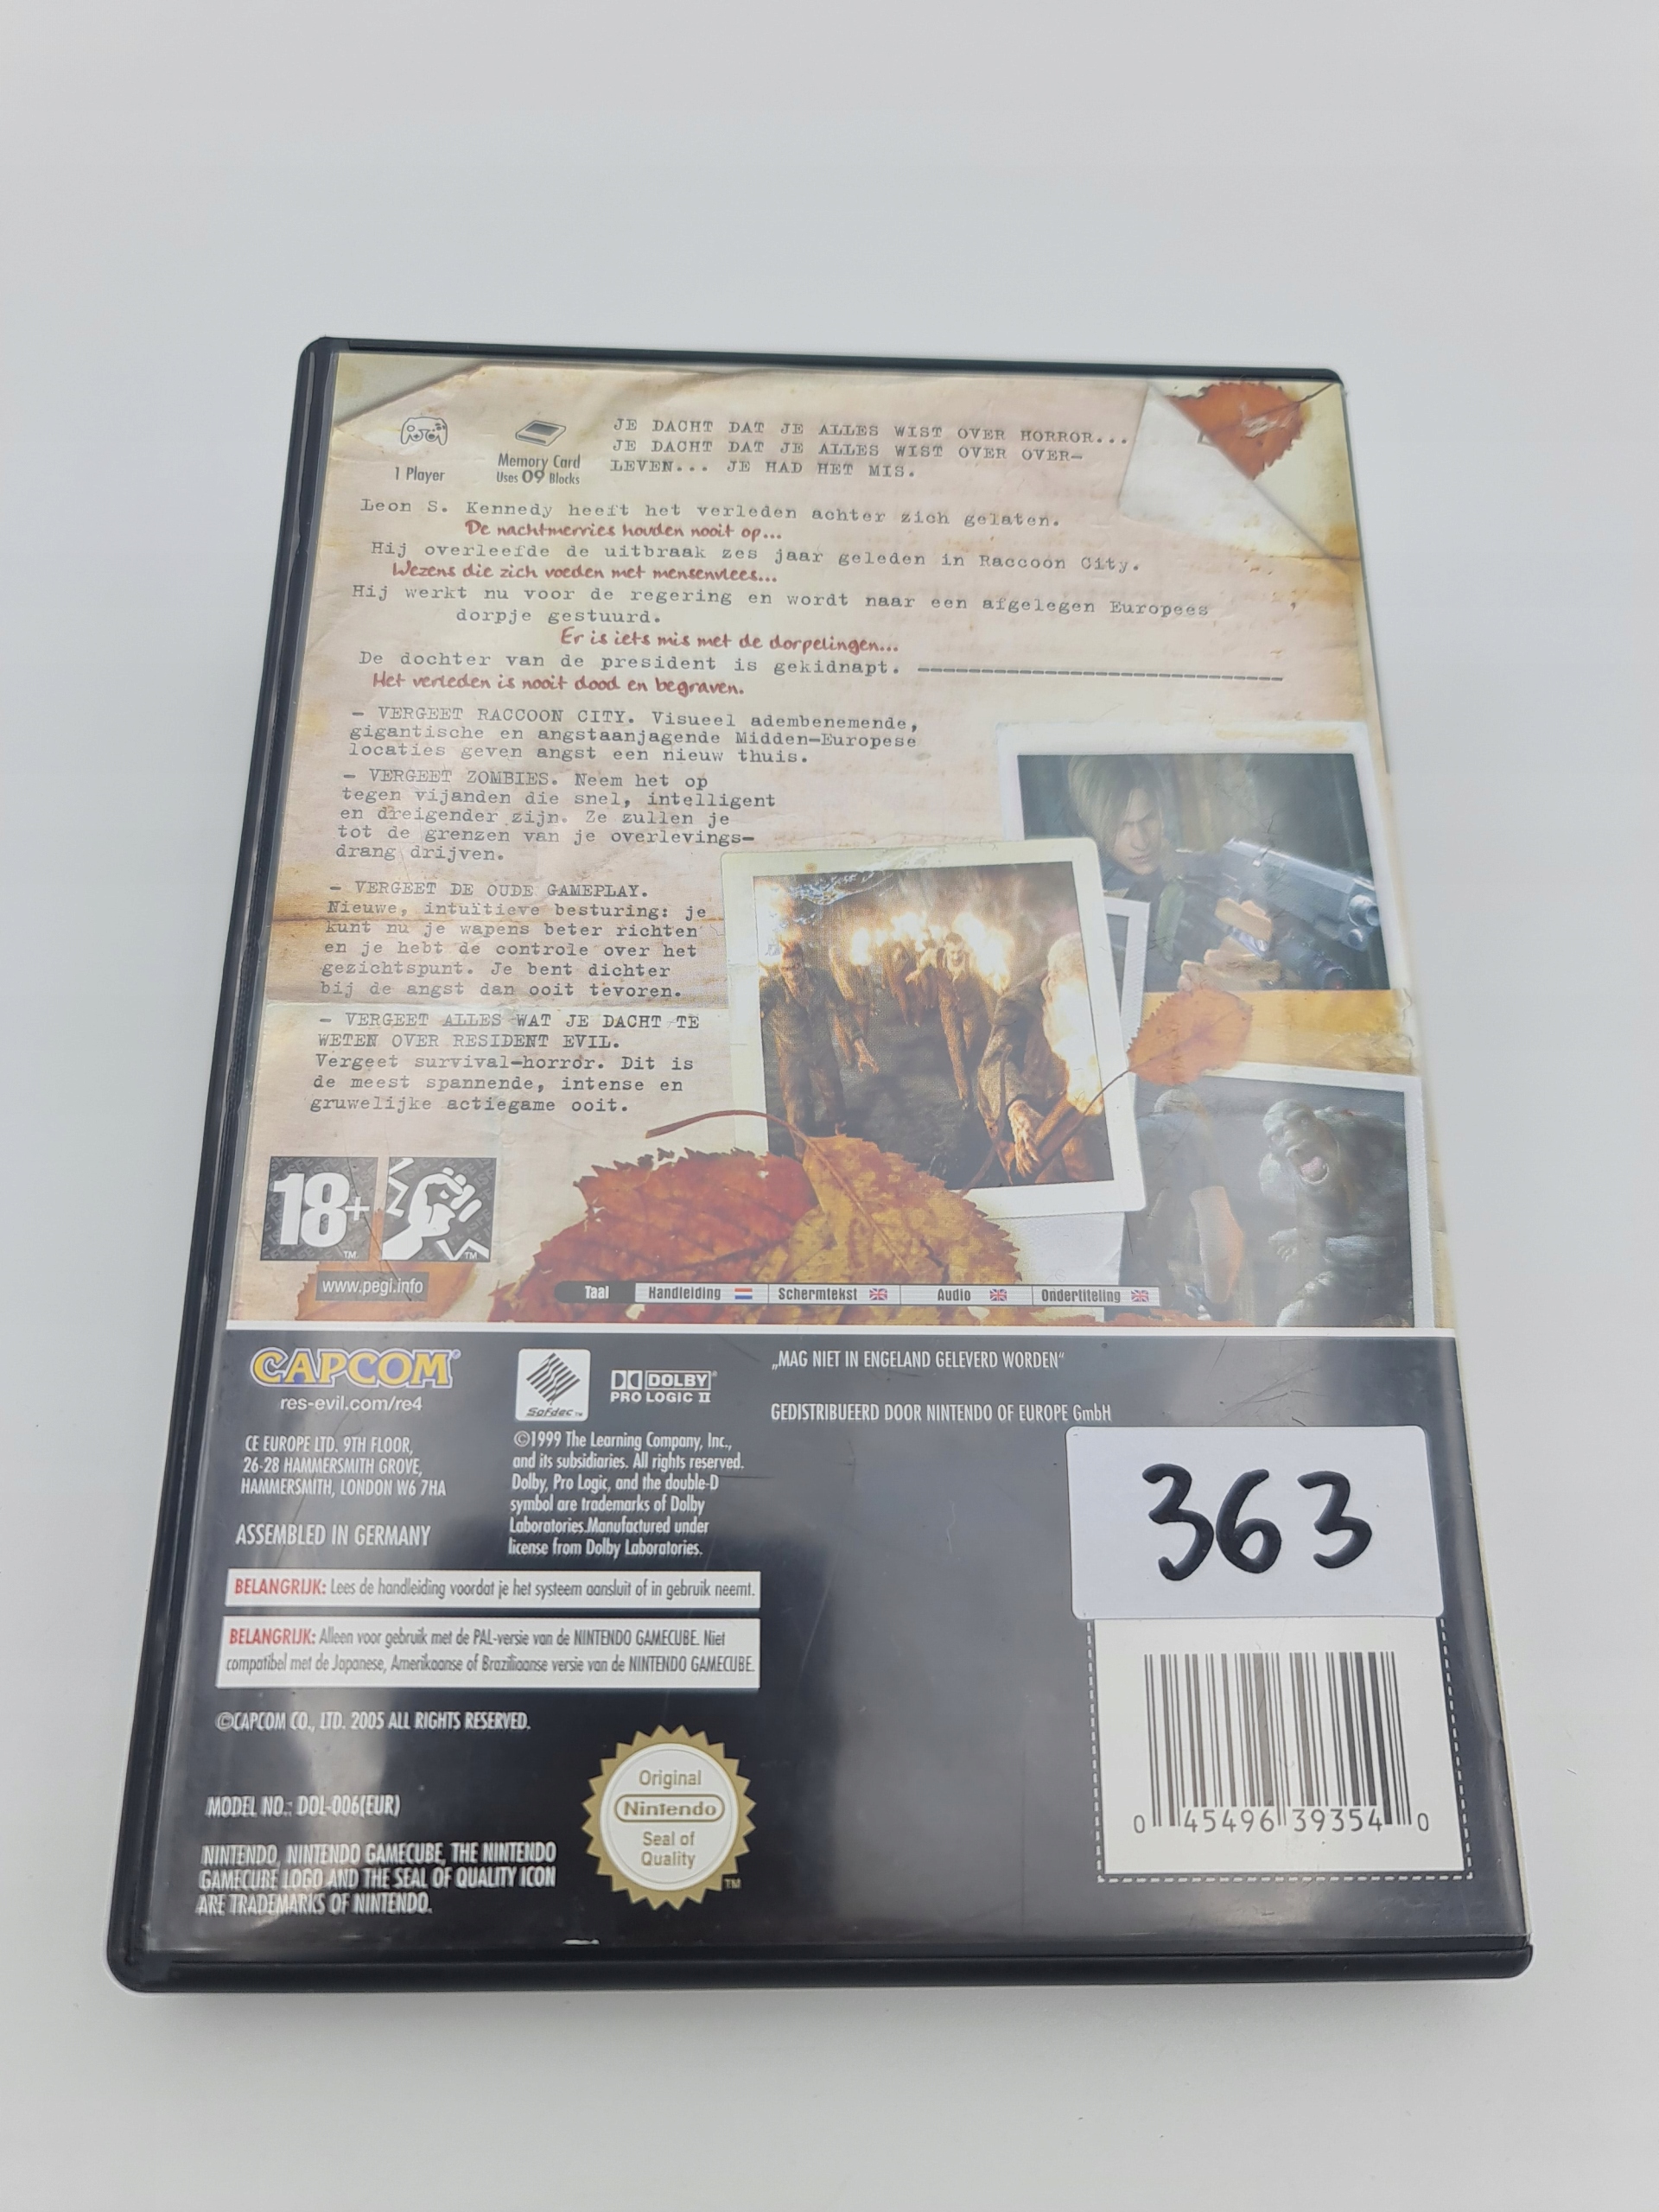 1 Player
Memory Card
Uses 09 Blocks
JE DACHT DAT JE ALLES WIST OVER HORROR...
JE DACHT DAT JE ALLES WIST OVER OVER-
LEVEN... JE HAD HET MIS.
Leon S. Kennedy heeft het verleden achter zich gelaten.
De nachtmerries houden nooit op...
Hij overleefde de uitbraak zes jaar geleden in Raccoon City.
Wezens die zich voeden met mensenvlees...
Hij werkt nu voor de regering en wordt naar een afgelegen Europees
dorpje gestuurd.
Er is iets mis met de dorpelingen...
De dochter van de president is gekidnapt.
Het verleden is nooit dood en begraven.
- VERGEET RACCOON CITY. Visueel adembenemende,
gigantische en angstaanjagende Midden-Europese
locaties geven angst een nieuw thuis.
- VERGEET ZOMBIES. Neem het op
tegen vijanden die snel, intelligent
en dreigender zijn. Ze zullen je
tot de grenzen van je overlevings-
drang drijven.
- VERGEET DE OUDE GAMEPLAY.
Nieuwe, intuïtieve besturing: je
kunt nu je wapens beter richten
en je hebt de controle over het
gezichtspunt. Je bent dichter
bij de angst dan ooit tevoren.
- VERGEET ALLES WAT JE DACHT TE
WETEN OVER RESIDENT EVIL.
Vergeet survival-horror. Dit is
de meest spannende, intense en
gruwelijke actiegame ooit.
18+ TM
TM
www.pegi.info
Taal Handleiding Schermtekst Audio Ondertiteling
CAPCOM®
res-evil.com/re4
Sofdec™
DOLBY®
PRO LOGIC II
„MAG NIET IN ENGELAND GELEVERD WORDEN“
GEDISTRIBUEERD DOOR NINTENDO OF EUROPE GmbH
CE EUROPE LTD. 9TH FLOOR,
26-28 HAMMERSMITH GROVE,
HAMMERSMITH, LONDON W6 7HA
ASSEMBLED IN GERMANY
©1999 The Learning Company, Inc.,
and its subsidiaries. All rights reserved.
Dolby, Pro Logic, and the double-D
symbol are trademarks of Dolby
Laboratories.Manufactured under
license from Dolby Laboratories.
363
BELANGRIJK: Lees de handleiding voordat je het systeem aansluit of in gebruik neemt.
BELANGRIJK: Alleen voor gebruik met de PAL-versie van de NINTENDO GAMECUBE. Niet
compatibel met de Japanse, Amerikaanse of Braziliaanse versie van de NINTENDO GAMECUBE.
©CAPCOM CO., LTD. 2005 ALL RIGHTS RESERVED.
MODEL NO.: DOL-006(EUR)
NINTENDO, NINTENDO GAMECUBE, THE NINTENDO
GAMECUBE LOGO AND THE SEAL OF QUALITY ICON
ARE TRADEMARKS OF NINTENDO.
Original
Nintendo
Seal of
Quality
TM
0 45496 39354 0